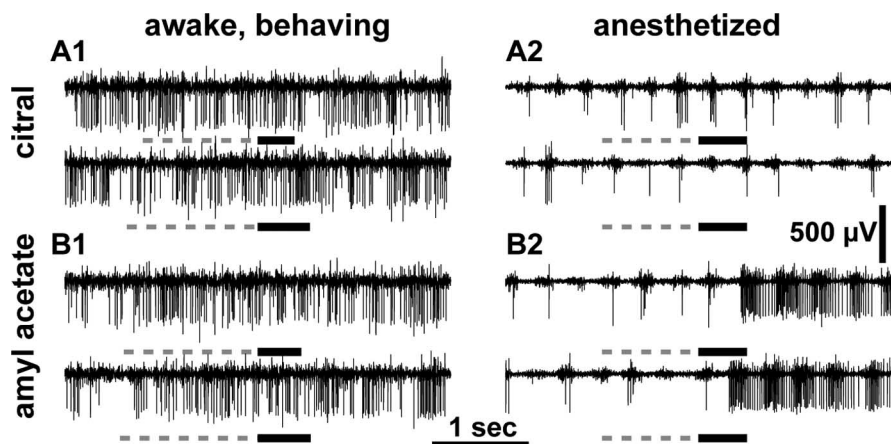 awake, behaving
anesthetized
A1
A2
citral
B1
B2
500 µV
amyl acetate
1 sec